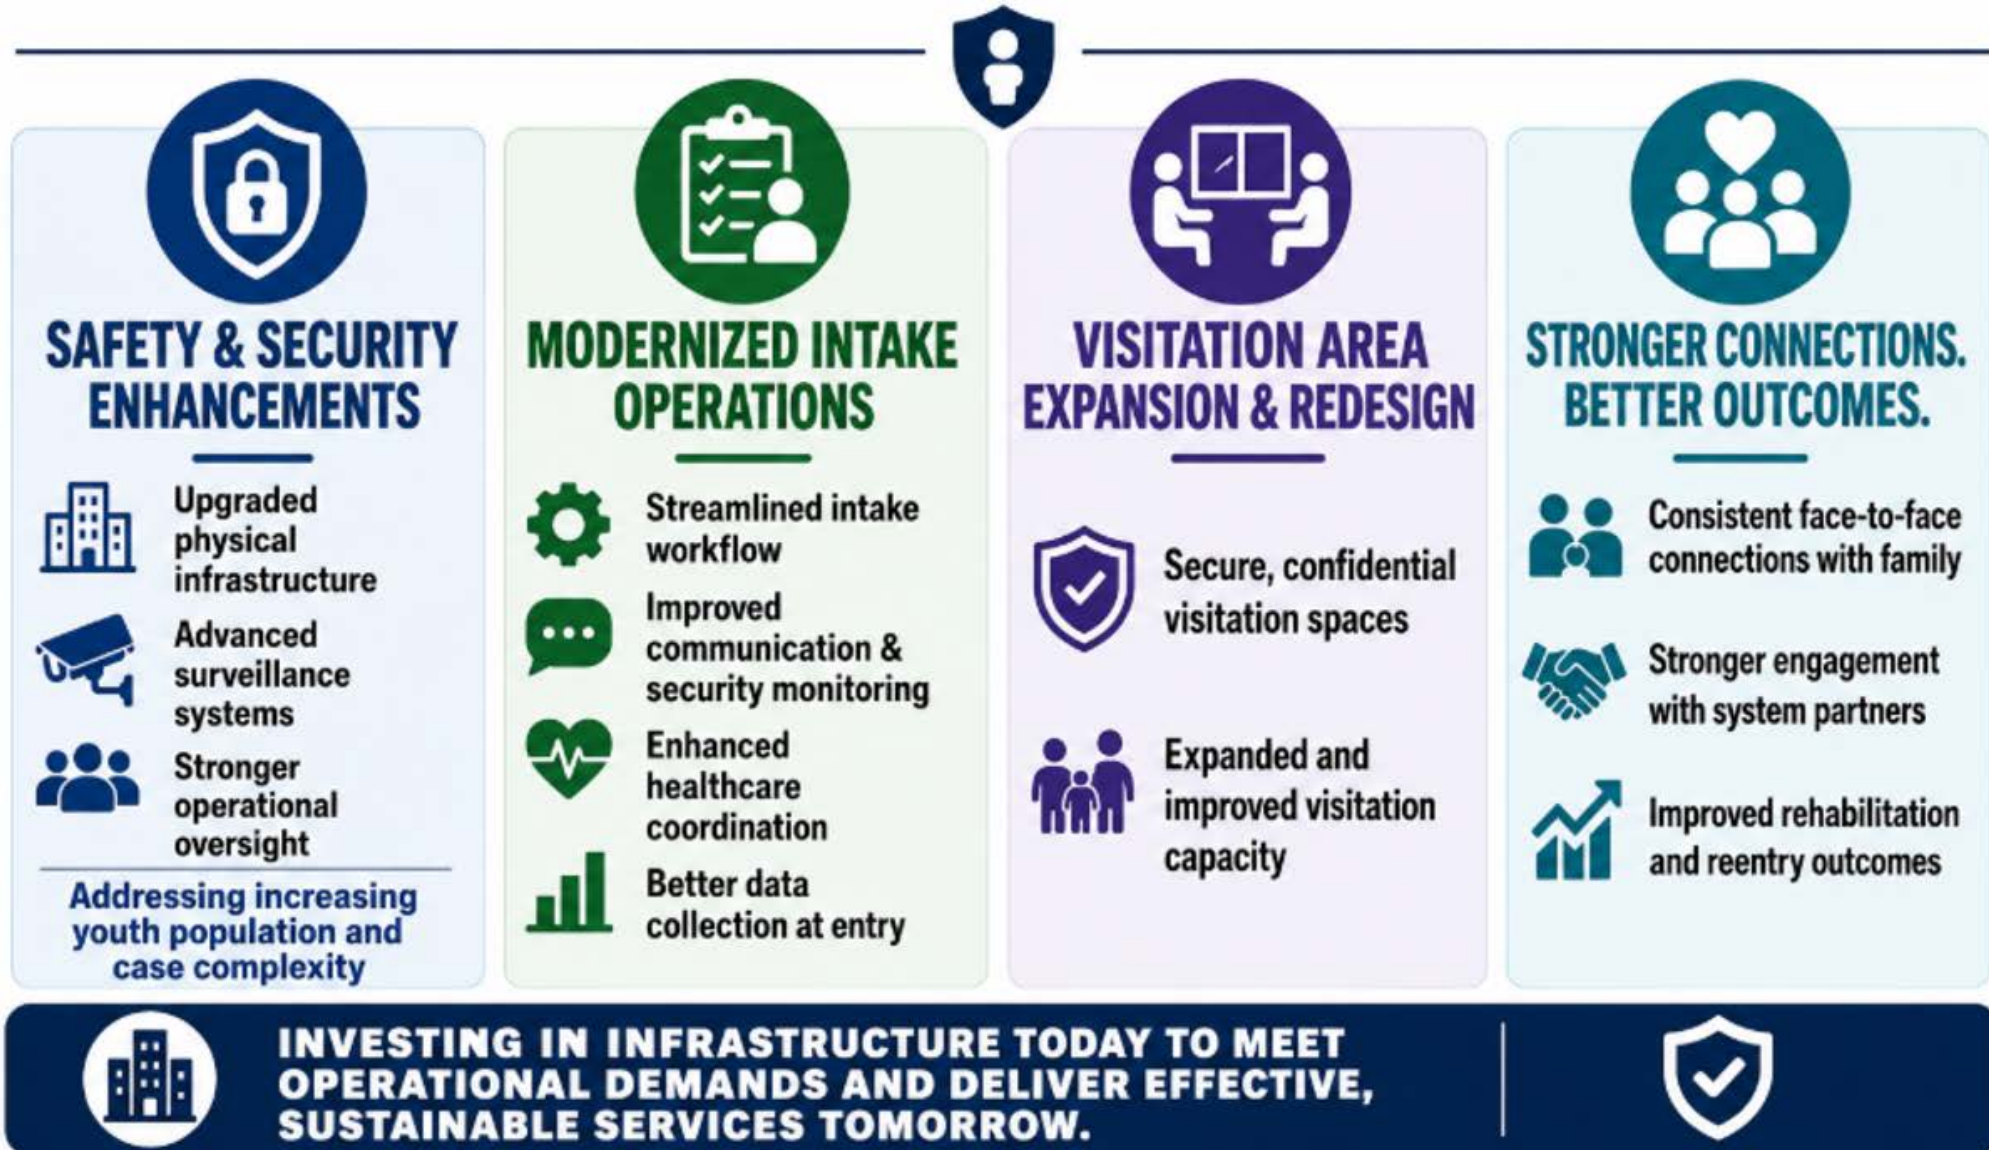 SAFETY & SECURITY
ENHANCEMENTS
Upgraded
physical
infrastructure
Advanced
surveillance
systems
Stronger
operational
oversight
Addressing increasing
youth population and
case complexity
MODERNIZED INTAKE
OPERATIONS
Streamlined intake
workflow
Improved
communication &
security monitoring
Enhanced
healthcare
coordination
Better data
collection at entry
VISITATION AREA
EXPANSION & REDESIGN
Secure, confidential
visitation spaces
Expanded and
improved visitation
capacity
STRONGER CONNECTIONS.
BETTER OUTCOMES.
Consistent face-to-face
connections with family
Stronger engagement
with system partners
Improved rehabilitation
and reentry outcomes
INVESTING IN INFRASTRUCTURE TODAY TO MEET
OPERATIONAL DEMANDS AND DELIVER EFFECTIVE,
SUSTAINABLE SERVICES TOMORROW.